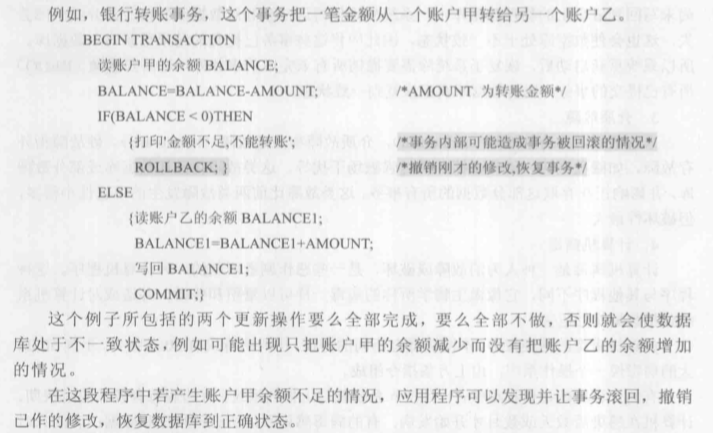 例如，银行转账事务，这个事务把一笔金额从一个账户甲转给另一个账户乙。
BEGIN TRANSACTION
读账户甲的余额 BALANCE;
BALANCE=BALANCE-AMOUNT; /*AMOUNT 为转账金额*/
IF(BALANCE < 0)THEN
{打印'金额不足,不能转账'; /*事务内部可能造成事务被回滚的情况*/
ROLLBACK; } /*撤销刚才的修改,恢复事务*/
ELSE
{读账户乙的余额 BALANCE1;
BALANCE1=BALANCE1+AMOUNT;
写回 BALANCE1;
COMMIT;}
这个例子所包括的两个更新操作要么全部完成，要么全部不做，否则就会使数据
库处于不一致状态，例如可能出现只把账户甲的余额减少而没有把账户乙的余额增加
的情况。
在这段程序中若产生账户甲余额不足的情况，应用程序可以发现并让事务滚回，撤销
已作的修改，恢复数据库到正确状态。